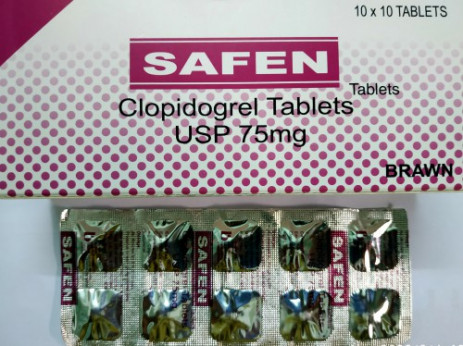 10 x 10 TABLETS
SAFEN
Tablets
Clopidogrel Tablets
USP 75mg
BRAWN
SAFEN
SAFEN
SAFEN